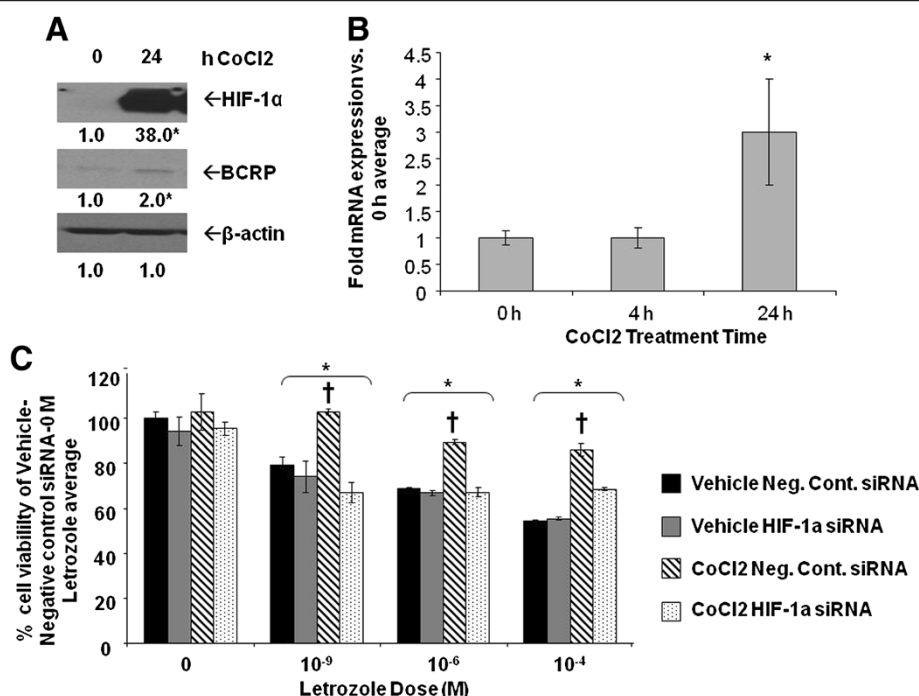 A
0 24 h CoCl2
←HIF-1α
1.0 38.0*
←BCRP
1.0 2.0*
←β-actin
1.0 1.0
B
Fold mRNA expression vs.
0 h average
4.5
4
3.5
3
2.5
2
1.5
1
0.5
0
*
0 h 4 h 24 h
CoCl2 Treatment Time
C
% cell viabilility of Vehicle-
Negative control siRNA-0 M
Letrozole average
120
100
80
60
40
20
0
* * *
† † †
0 10-9 10-6 10-4
Letrozole Dose (M)
Vehicle Neg. Cont. siRNA
Vehicle HIF-1a siRNA
CoCl2 Neg. Cont. siRNA
CoCl2 HIF-1a siRNA